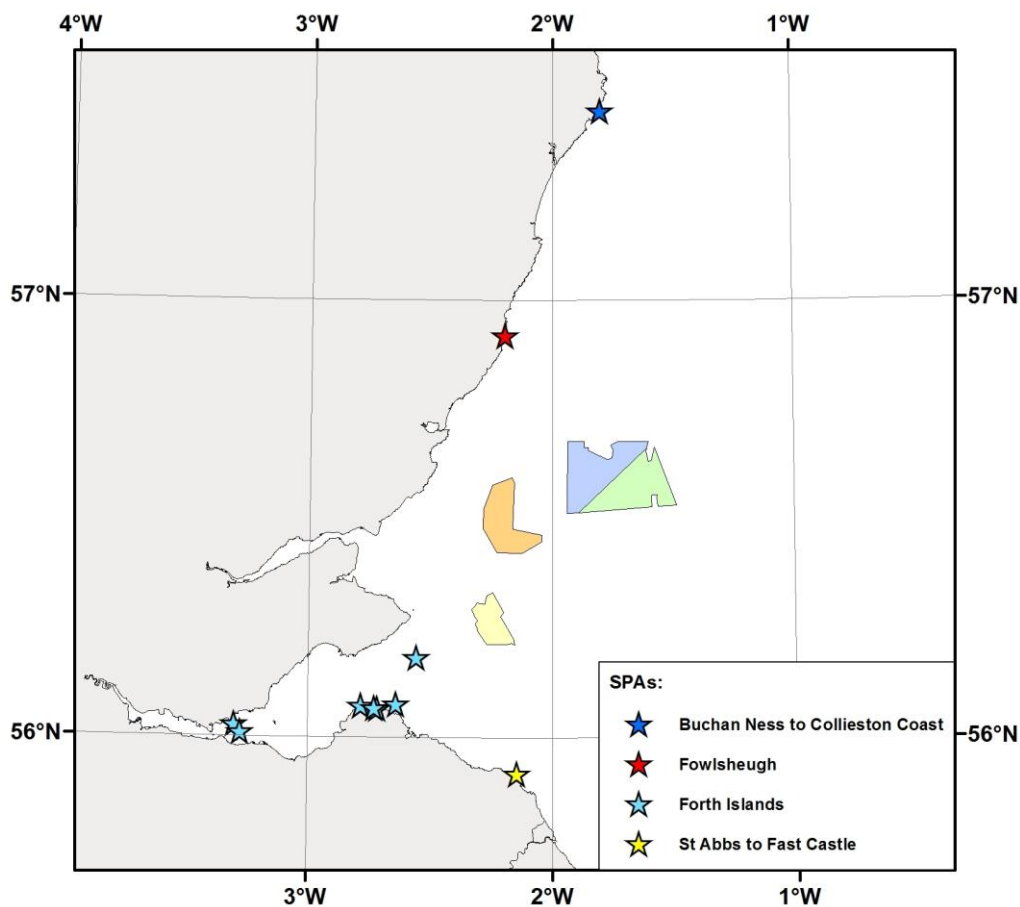 4°W 3°W 2°W 1°W
57°N 57°N
56°N 56°N
SPAs:
Buchan Ness to Collieston Coast
Fowlsheugh
Forth Islands
St Abbs to Fast Castle
3°W 2°W 1°W